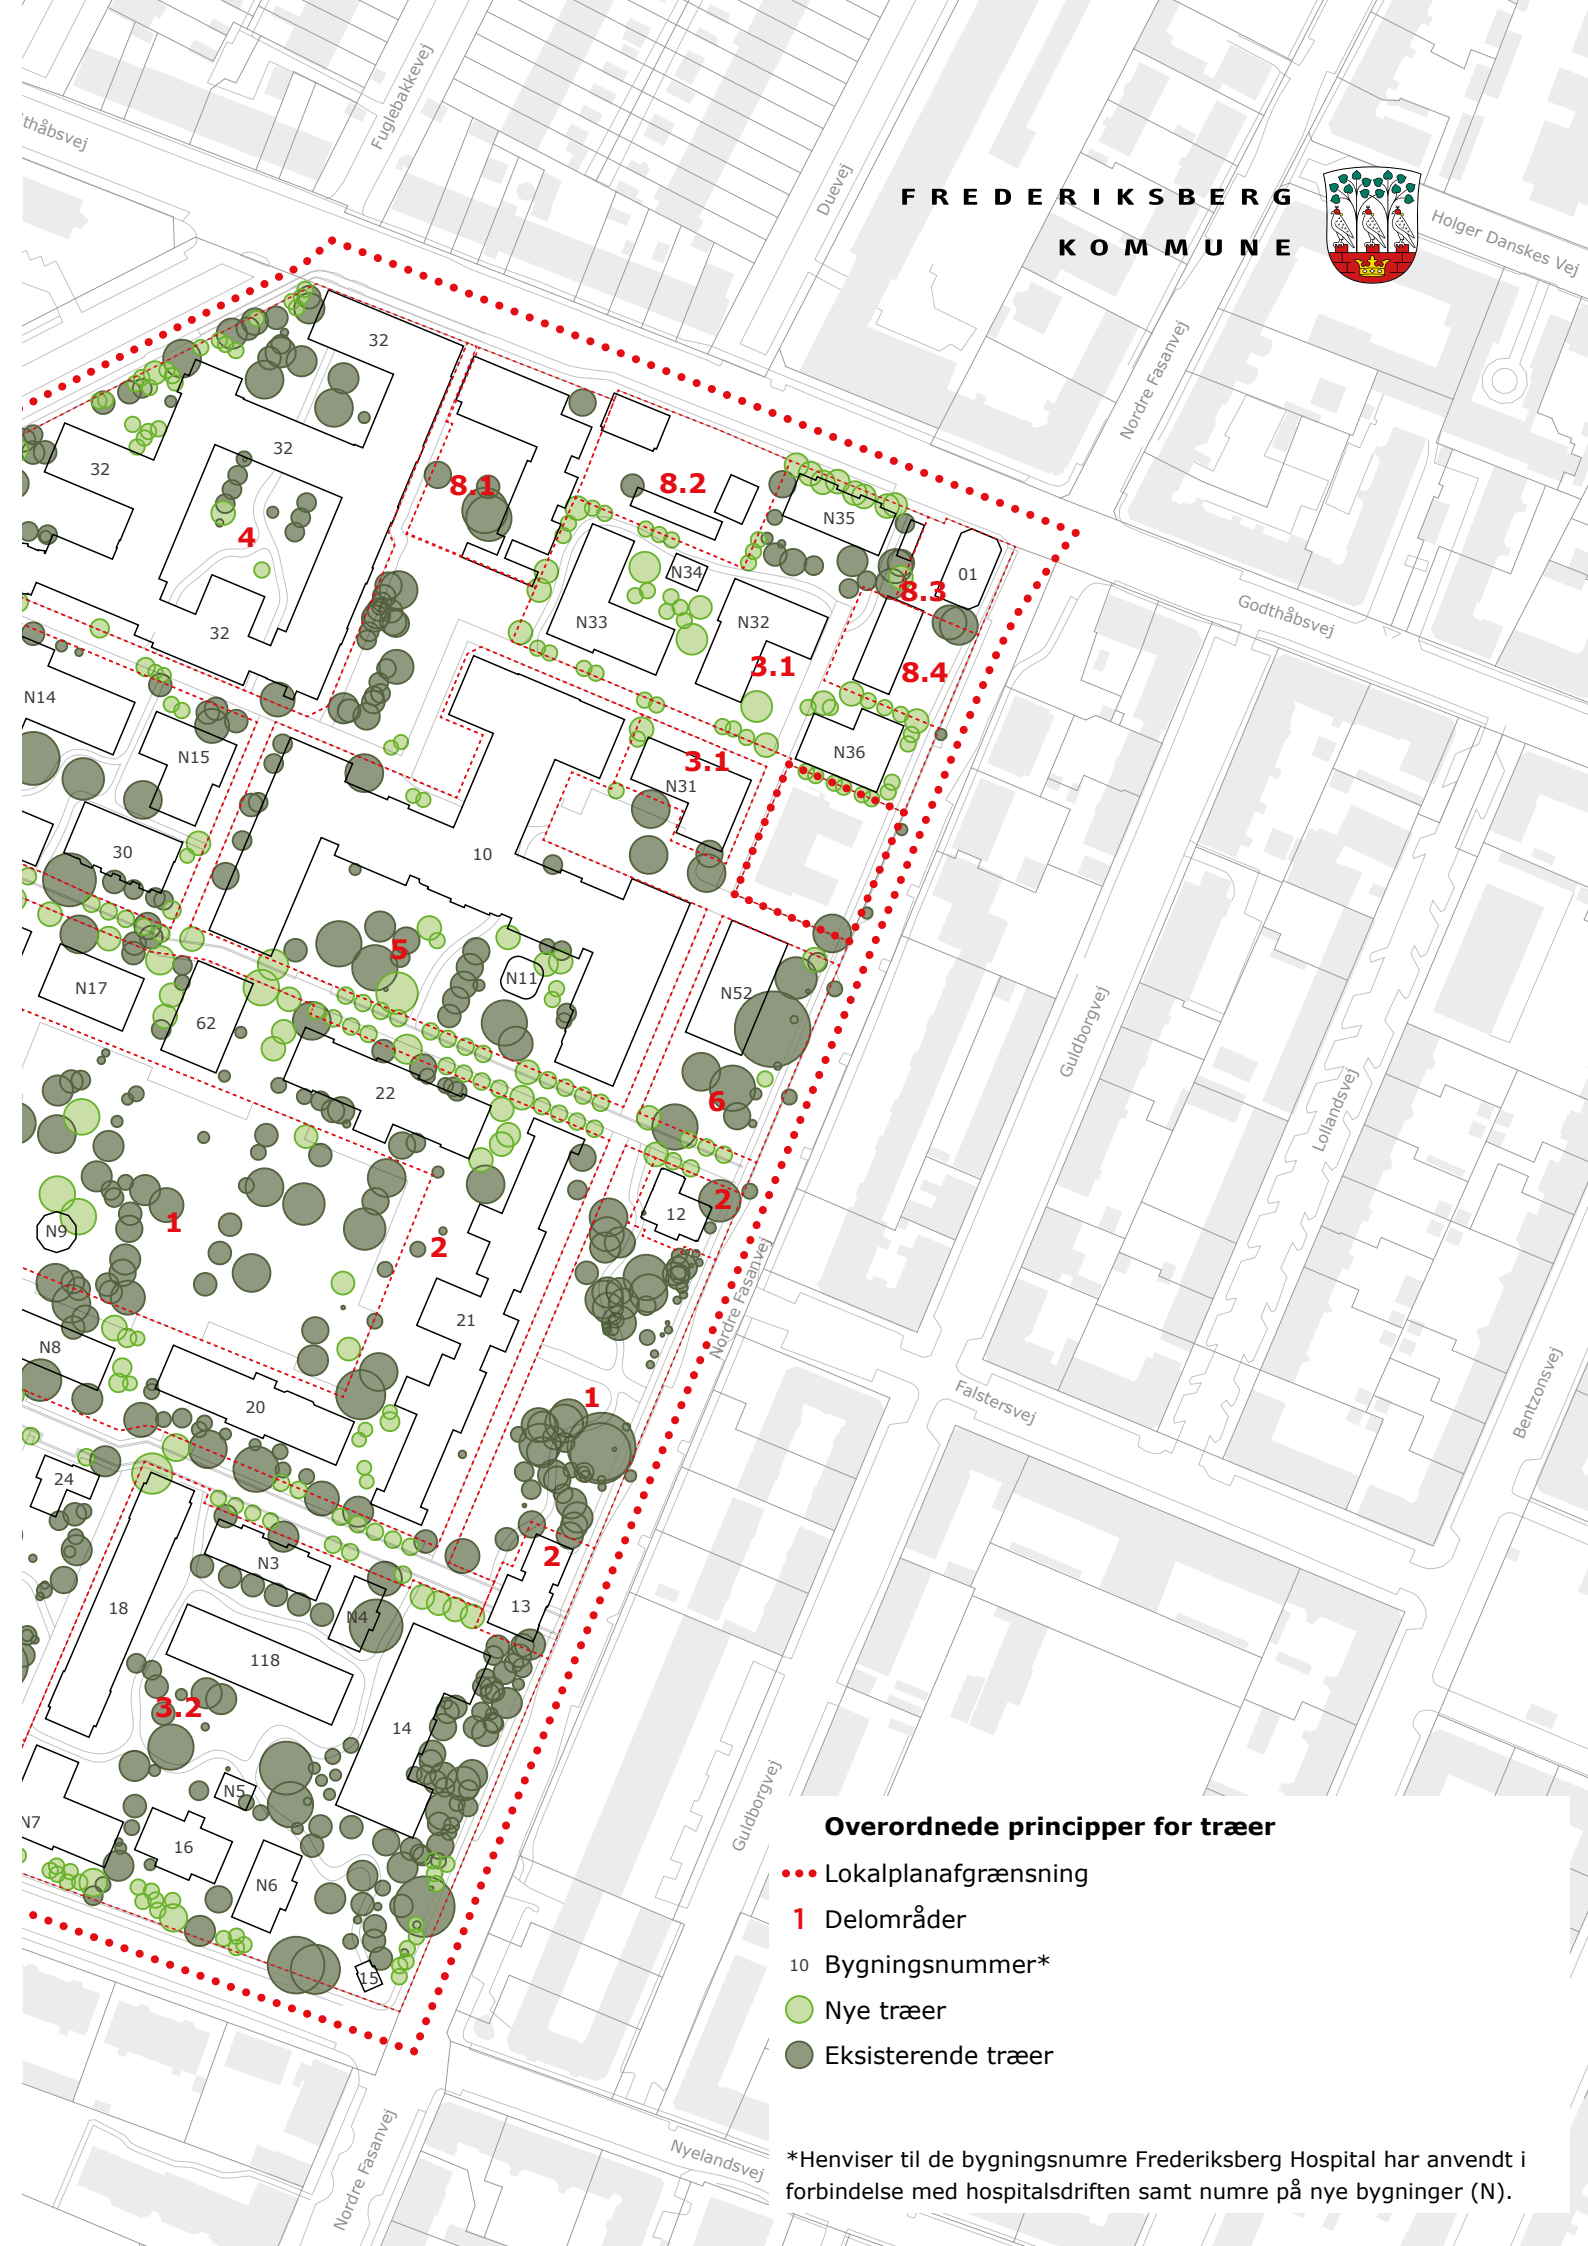 thåbsvej
Fuglebakkevej
Duevej
FREDERIKSBERG
KOMMUNE
Holger Danskes Vej
Nordre Fasanvej
32
32
32
8.1
8.2
N35
4
N34
01
8.3
Godthåbsvej
32
N33
N32
3.1
8.4
N14
N15
N36
3.1
N31
30
10
5
N11
N17
N52
62
Guldborgvej
22
6
Lollandsvej
2
12
1
N9
2
Nordre Fasanvej
21
N8
1
20
Falstersvej
Bentzonsvej
24
2
N3
18
N4
13
118
3.2
14
N5
N7
16
N6
Guldborgvej
15
Nordre Fasanvej
Nyelandsvej
Overordnede principper for træer
Lokalplanafgrænsning
1 Delområder
10 Bygningsnummer*
Nye træer
Eksisterende træer
*Henviser til de bygningsnumre Frederiksberg Hospital har anvendt i
forbindelse med hospitalsdriften samt numre på nye bygninger (N).